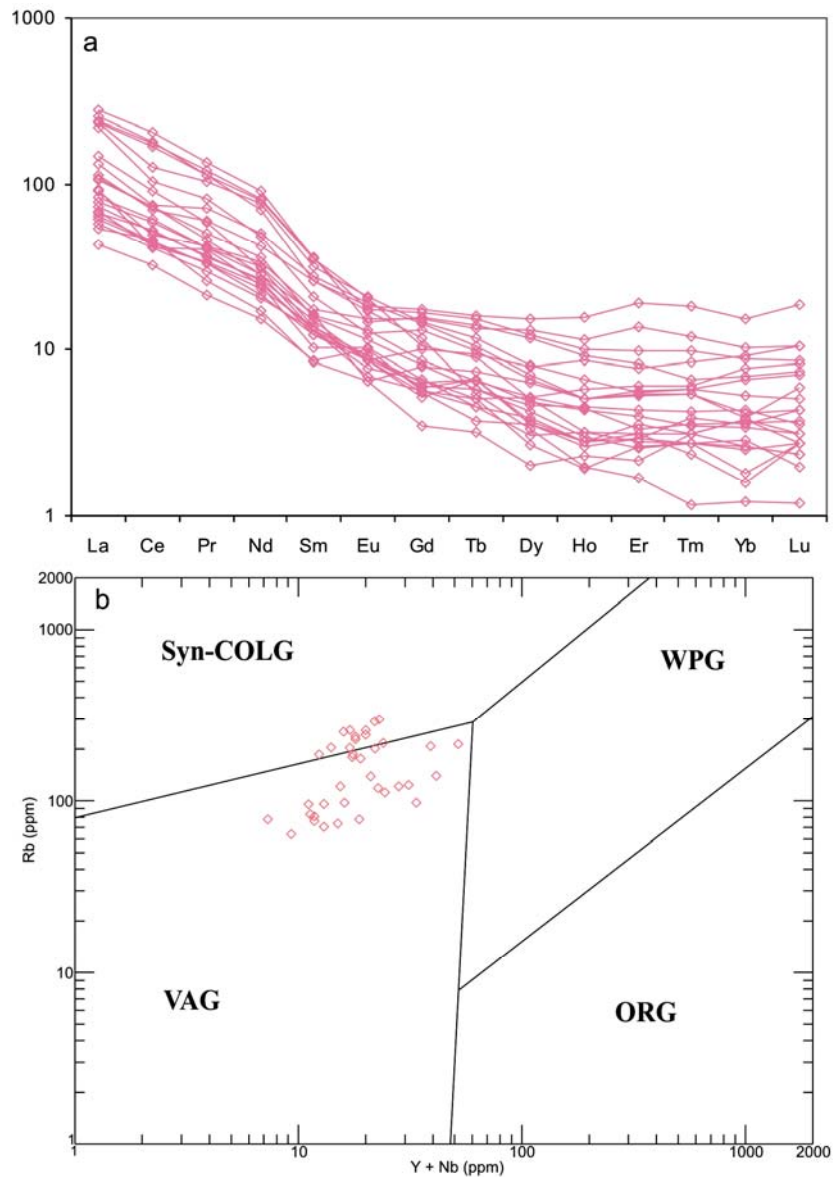 1000
a
100
10
1
La Ce Pr Nd Sm Eu Gd Tb Dy Ho Er Tm Yb Lu
2000
b
1000
Syn-COLG
WPG
100
Rb (ppm)
10
VAG
ORG
1
1 10 100 1000 2000
Y + Nb (ppm)